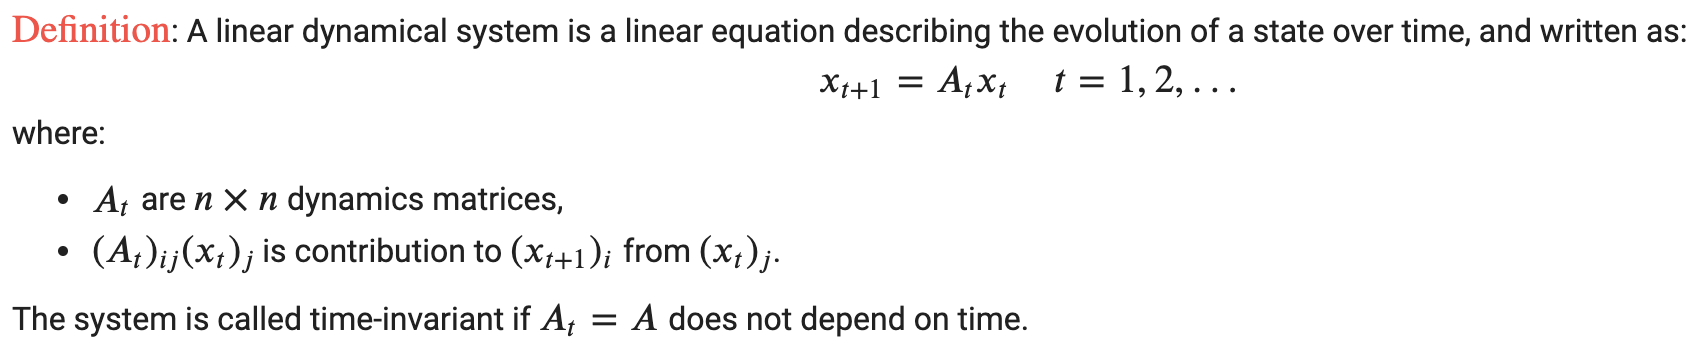 Definition: A linear dynamical system is a linear equation describing the evolution of a state over time, and written as:
x_{t+1} = A_t x_t   t = 1, 2, . . .
where:
• A_t are n × n dynamics matrices,
• (A_t)_{ij}(x_t)_j is contribution to (x_{t+1})_i from (x_t)_j.
The system is called time-invariant if A_t = A does not depend on time.